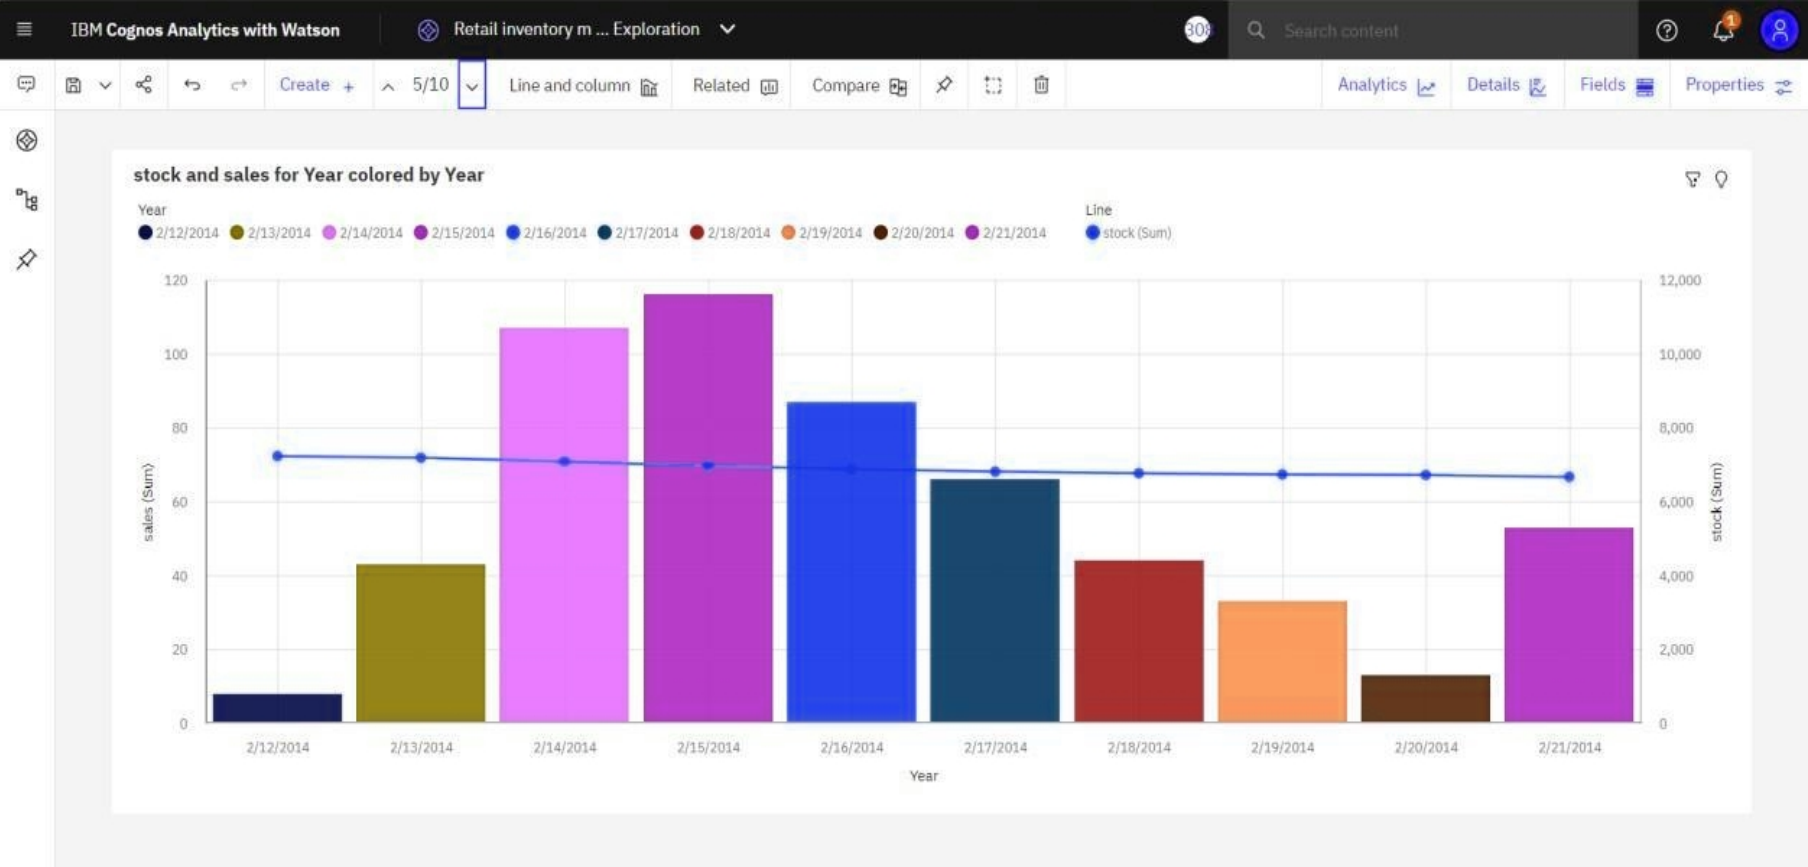 IBM Cognos Analytics with Watson
Retail inventory m ... Exploration
308
Search content
1
Create +
5/10
Line and column
Related
Compare
Analytics
Details
Fields
Properties
stock and sales for Year colored by Year
Year
2/12/2014 2/13/2014 2/14/2014 2/15/2014 2/16/2014 2/17/2014 2/18/2014 2/19/2014 2/20/2014 2/21/2014
Line
stock (Sum)
120
100
80
60
40
20
0
sales (Sum)
12,000
10,000
8,000
6,000
4,000
2,000
0
stock (Sum)
2/12/2014 2/13/2014 2/14/2014 2/15/2014 2/16/2014 2/17/2014 2/18/2014 2/19/2014 2/20/2014 2/21/2014
Year